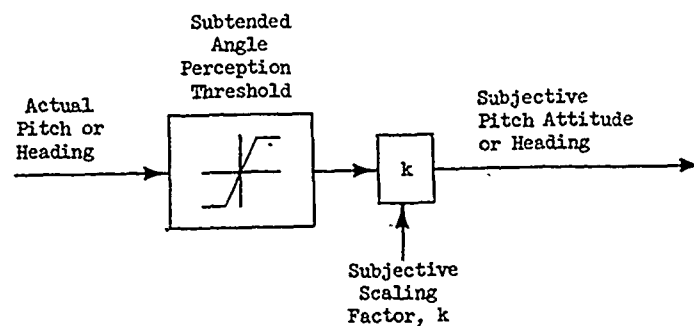 Subtended
Angle
Perception
Threshold
Actual
Pitch or
Heading
k
Subjective
Pitch Attitude
or Heading
Subjective
Scaling
Factor, k